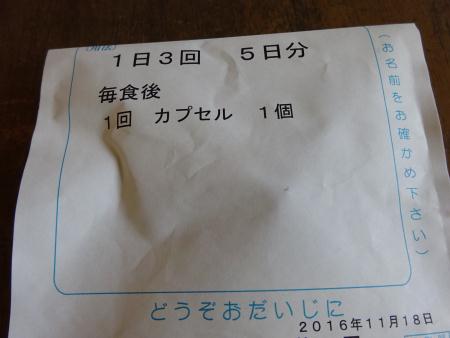 1日3回 5日分
毎食後
1回 カプセル 1個
(お名前をお確かめ下さい)
どうぞおだいじに
2016年11月18日